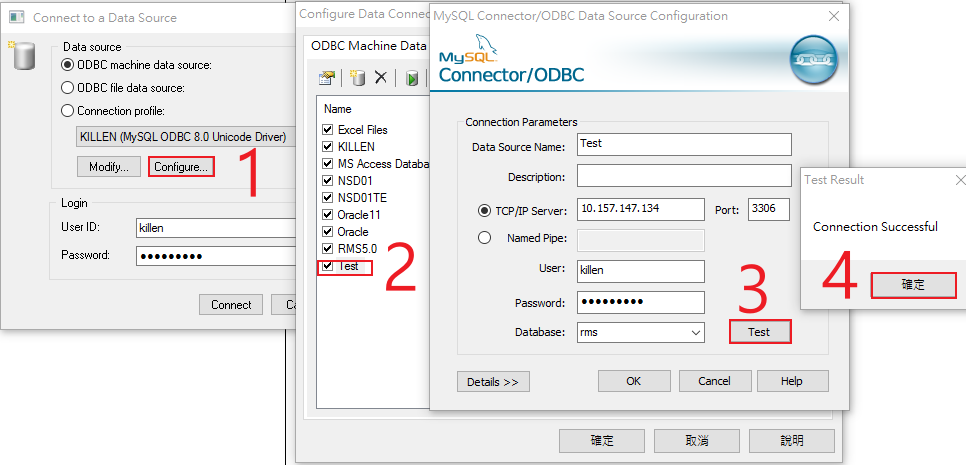 Connect to a Data Source
Data source
ODBC machine data source:
ODBC file data source:
Connection profile:
KILLEN (MySQL ODBC 8.0 Unicode Driver)
Modify...
Configure...
1
Login
User ID:
killen
Password:
●●●●●●●●●
Connect
Ca
Configure Data Connec
ODBC Machine Data
Name
Excel Files
KILLEN
MS Access Databa
NSD01
NSD01TE
Oracle11
Oracle
RMS5.0
Test
2
確定
取消
說明
MySQL Connector/ODBC Data Source Configuration
MySQL
Connector/ODBC
Connection Parameters
Data Source Name:
Test
Description:
TCP/IP Server:
10.157.147.134
Port:
3306
Named Pipe:
User:
killen
Password:
●●●●●●●●●
Database:
rms
3
Test
Details >>
OK
Cancel
Help
Test Result
Connection Successful
4
確定